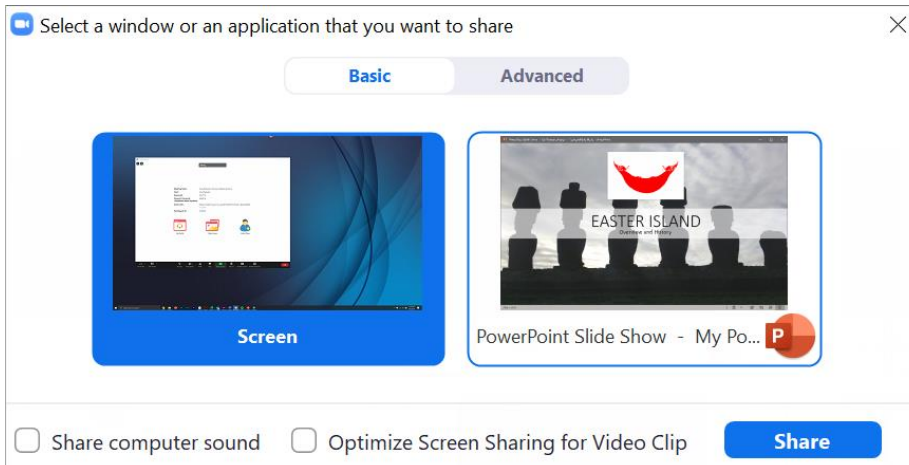 Select a window or an application that you want to share
Basic
Advanced
EASTER ISLAND
Overview and History
Screen
PowerPoint Slide Show - My Po...
P
Share computer sound
Optimize Screen Sharing for Video Clip
Share